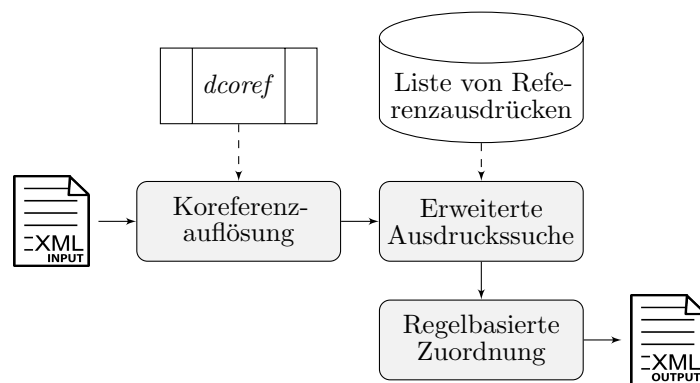 dcoref
Liste von Refe-
renzausdrücken
XML
INPUT
Koreferenz-
auflösung
Erweiterte
Ausdruckssuche
Regelbasierte
Zuordnung
XML
OUTPUT